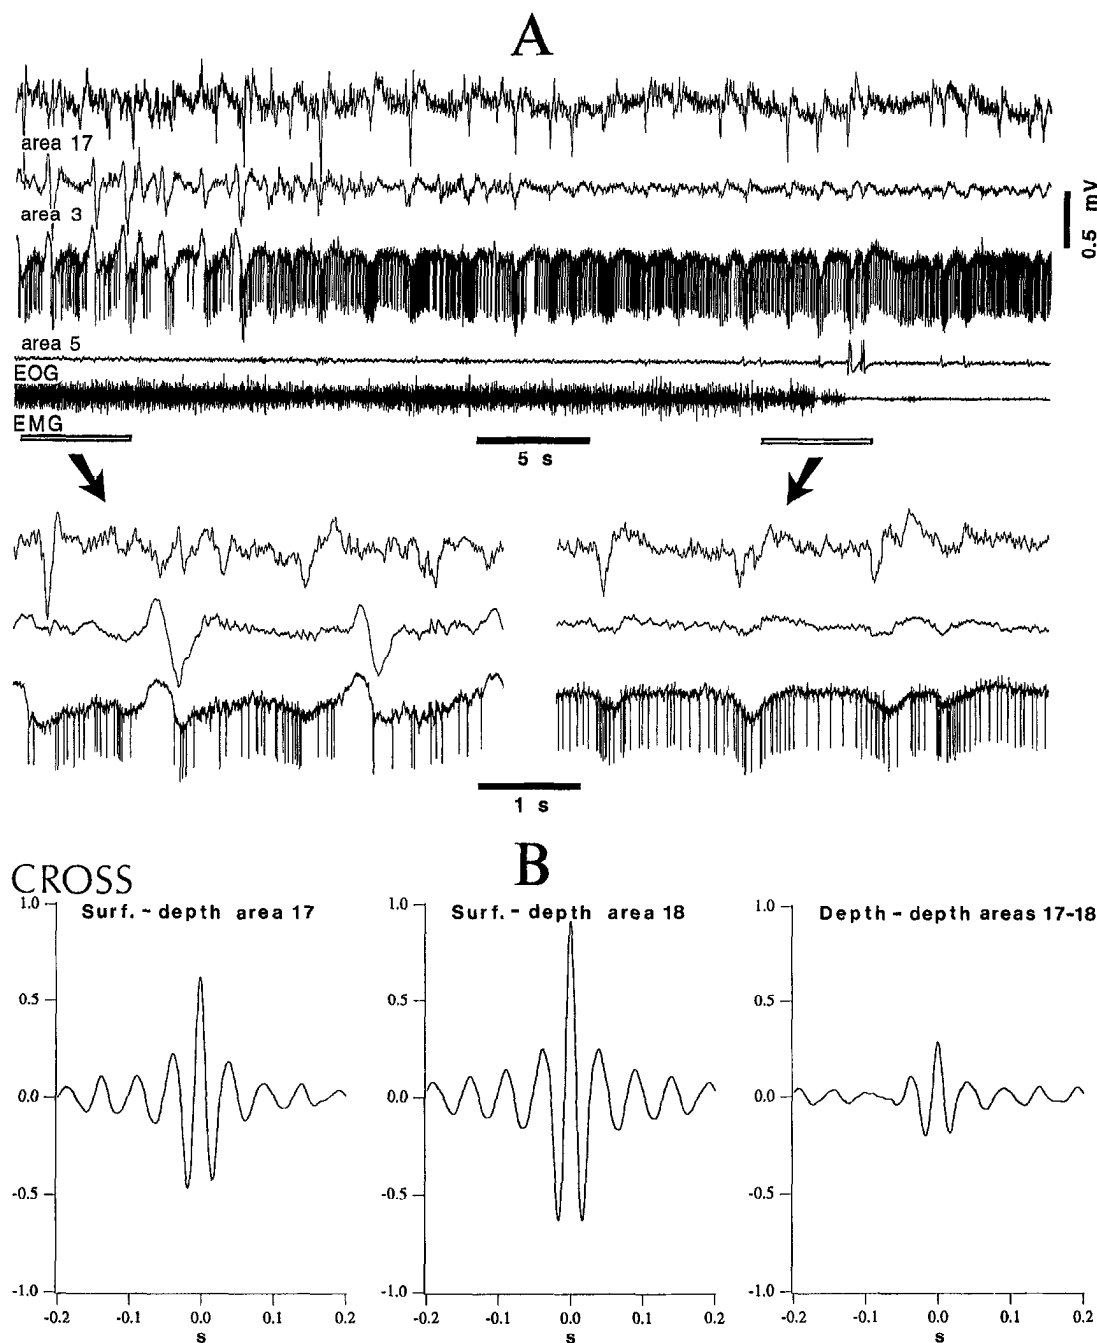 A
area 17
area 3
0.5 mV
area 5
EOG
EMG
5 s
1 s
B
CROSS
Surf. - depth area 17
1.0
0.5
0.0
-0.5
-1.0
-0.2 -0.1 0.0 0.1 0.2
s
Surf. - depth area 18
1.0
0.5
0.0
-0.5
-1.0
-0.2 -0.1 0.0 0.1 0.2
s
Depth - depth areas 17-18
1.0
0.5
0.0
-0.5
-1.0
-0.2 -0.1 0.0 0.1 0.2
s